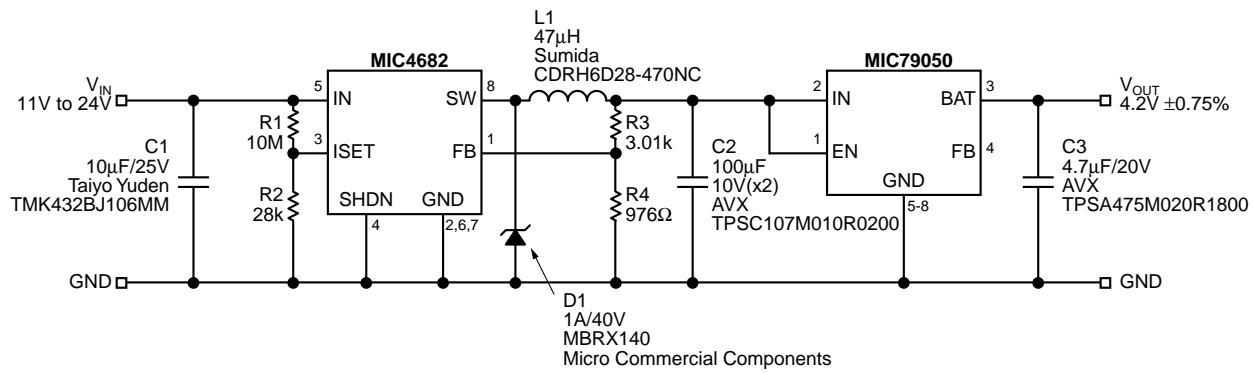 L1
47µH
Sumida
CDRH6D28-470NC
MIC4682
MIC79050
VIN
11V to 24V
5
IN
SW
8
R1
10M
3
ISET
FB
1
R2
28k
SHDN
GND
4
2,6,7
C1
10µF/25V
Taiyo Yuden
TMK432BJ106MM
R3
3.01k
R4
976Ω
C2
100µF
10V(x2)
AVX
TPSC107M010R0200
2
IN
BAT
3
1
EN
FB
4
GND
5-8
VOUT
4.2V ±0.75%
C3
4.7µF/20V
AVX
TPSA475M020R1800
GND
GND
D1
1A/40V
MBRX140
Micro Commercial Components